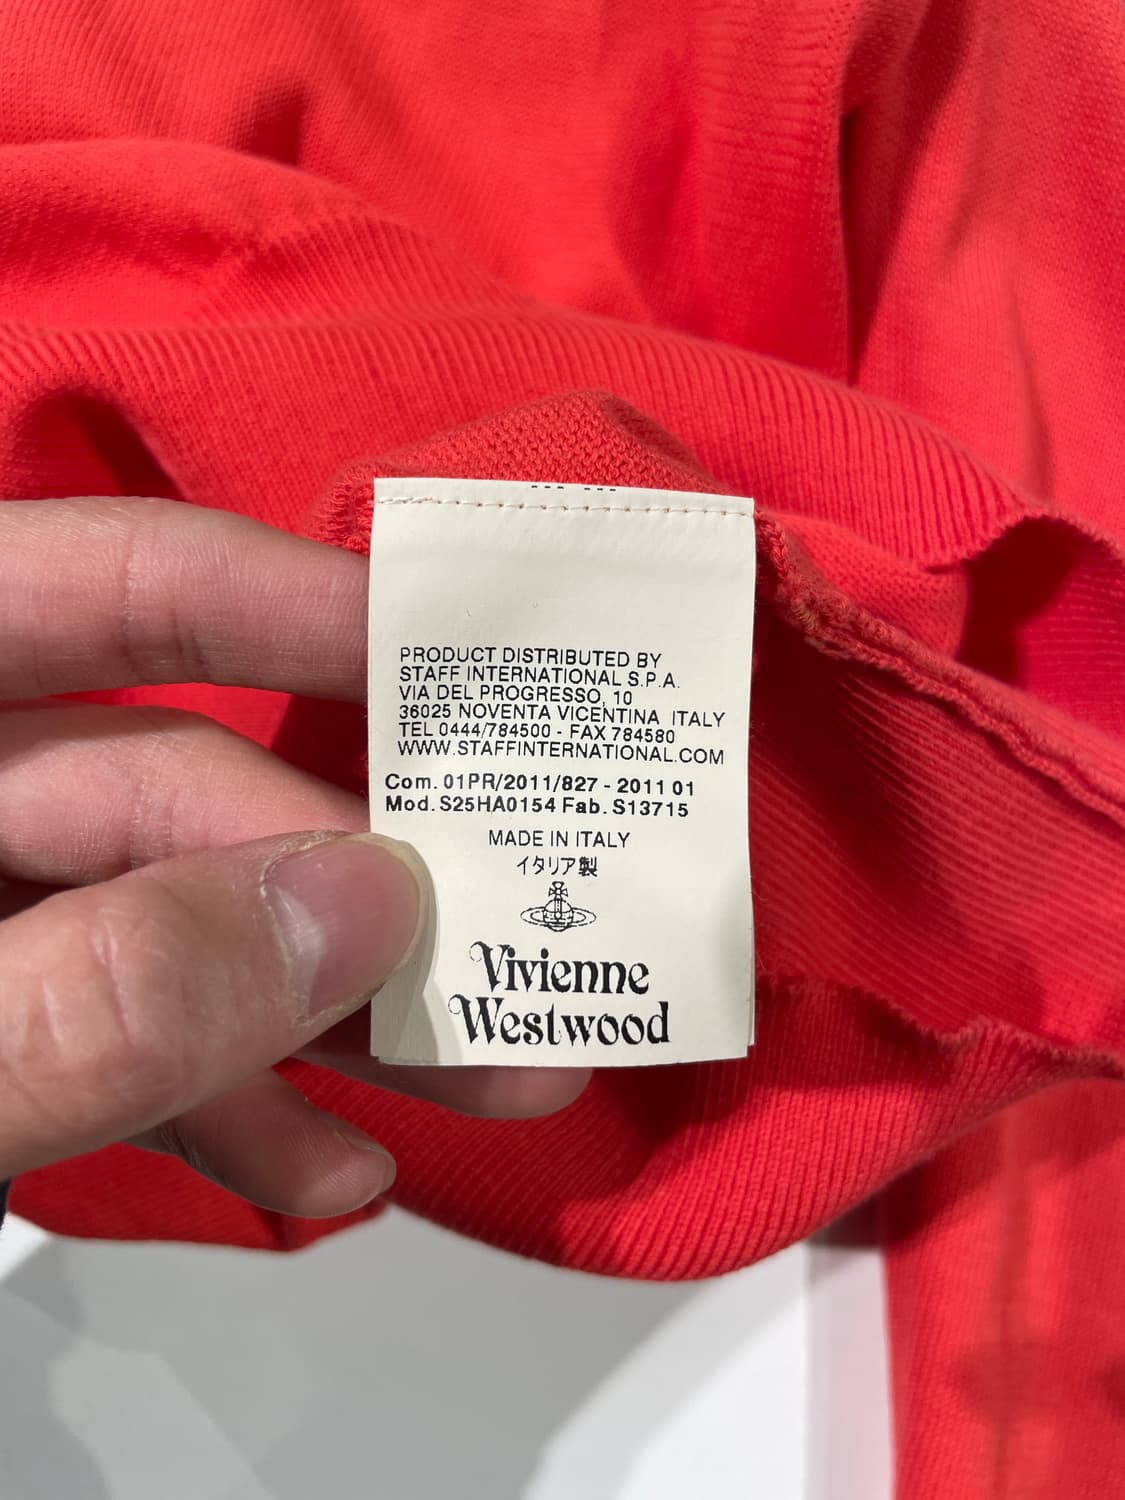 PRODUCT DISTRIBUTED BY
STAFF INTERNATIONAL S.P.A.
VIA DEL PROGRESSO, 10
36025 NOVENTA VICENTINA ITALY
TEL 0444/784500 - FAX 784580
WWW.STAFFINTERNATIONAL.COM
Com. 01PR/2011/827 - 2011 01
Mod. S25HA0154 Fab. S13715
MADE IN ITALY
イタリア製
Vivienne
Westwood